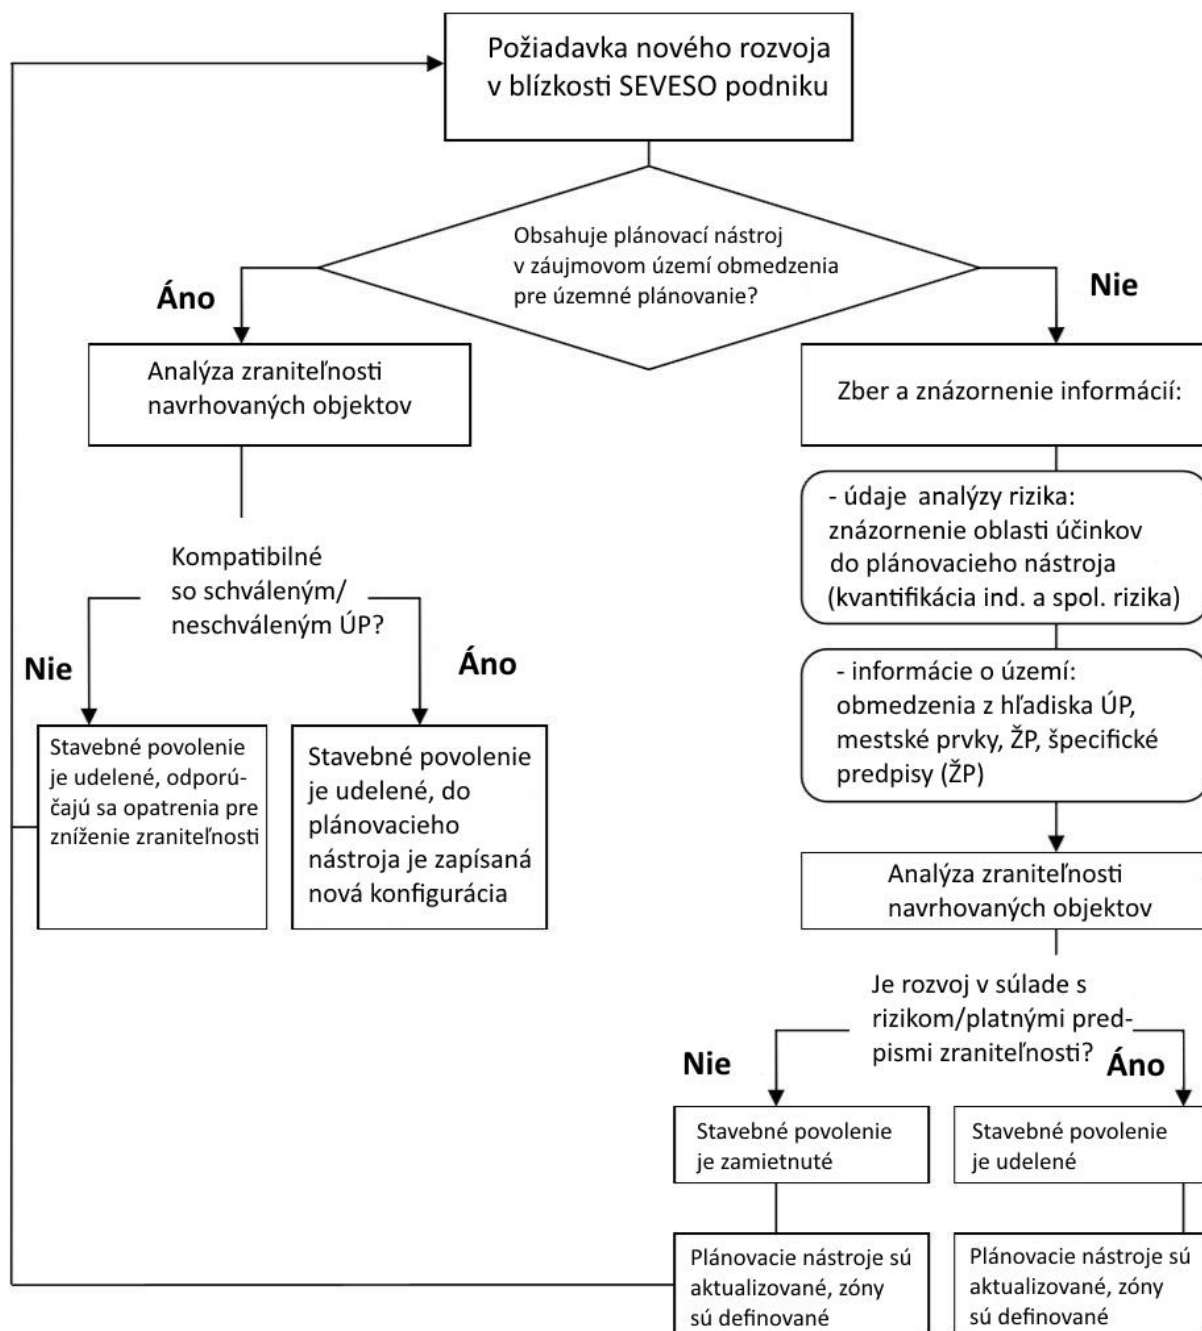 Požiadavka nového rozvoja
v blízkosti SEVESO podniku
Obsahuje plánovací nástroj
v záujmovom území obmedzenia
pre územné plánovanie?
Áno
Nie
Analýza zraniteľnosti
navrhovaných objektov
Zber a znázornenie informácií:
- údaje analýzy rizika:
znázornenie oblasti účinkov
do plánovacieho nástroja
(kvantifikácia ind. a spol. rizika)
Kompatibilné
so schváleným/
neschváleným ÚP?
Nie
Áno
- informácie o území:
obmedzenia z hľadiska ÚP,
mestské prvky, ŽP, špecifické
predpisy (ŽP)
Stavebné povolenie
je udelené, odporú-
čajú sa opatrenia pre
zníženie zraniteľnosti
Stavebné povolenie
je udelené, do
plánovacieho
nástroja je zapísaná
nová konfigurácia
Analýza zraniteľnosti
navrhovaných objektov
Je rozvoj v súlade s
rizikom/platnými pred-
pismi zraniteľnosti?
Nie
Áno
Stavebné povolenie
je zamietnuté
Stavebné povolenie
je udelené
Plánovacie nástroje sú
aktualizované, zóny
sú definované
Plánovacie nástroje sú
aktualizované, zóny
sú definované